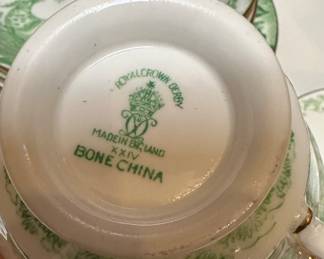 ROYAL CROWN DERBY
MADE IN ENGLAND
XXIV
BONE CHINA